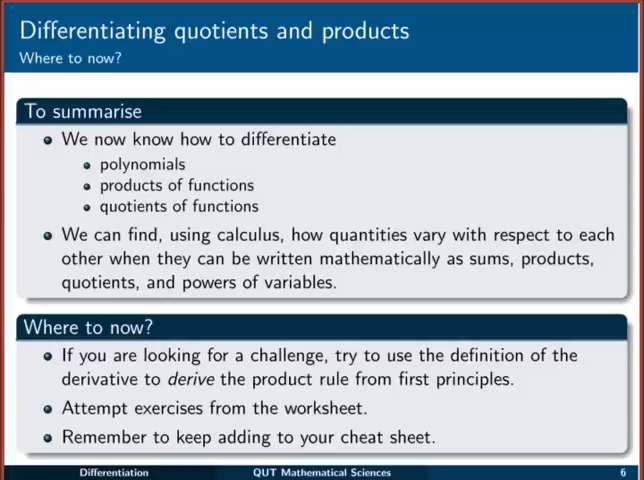 Differentiating quotients and products
Where to now?
To summarise
We now know how to differentiate
polynomials
products of functions
quotients of functions
We can find, using calculus, how quantities vary with respect to each
other when they can be written mathematically as sums, products,
quotients, and powers of variables.
Where to now?
If you are looking for a challenge, try to use the definition of the
derivative to derive the product rule from first principles.
Attempt exercises from the worksheet.
Remember to keep adding to your cheat sheet.
Differentiation QUT Mathematical Sciences 6